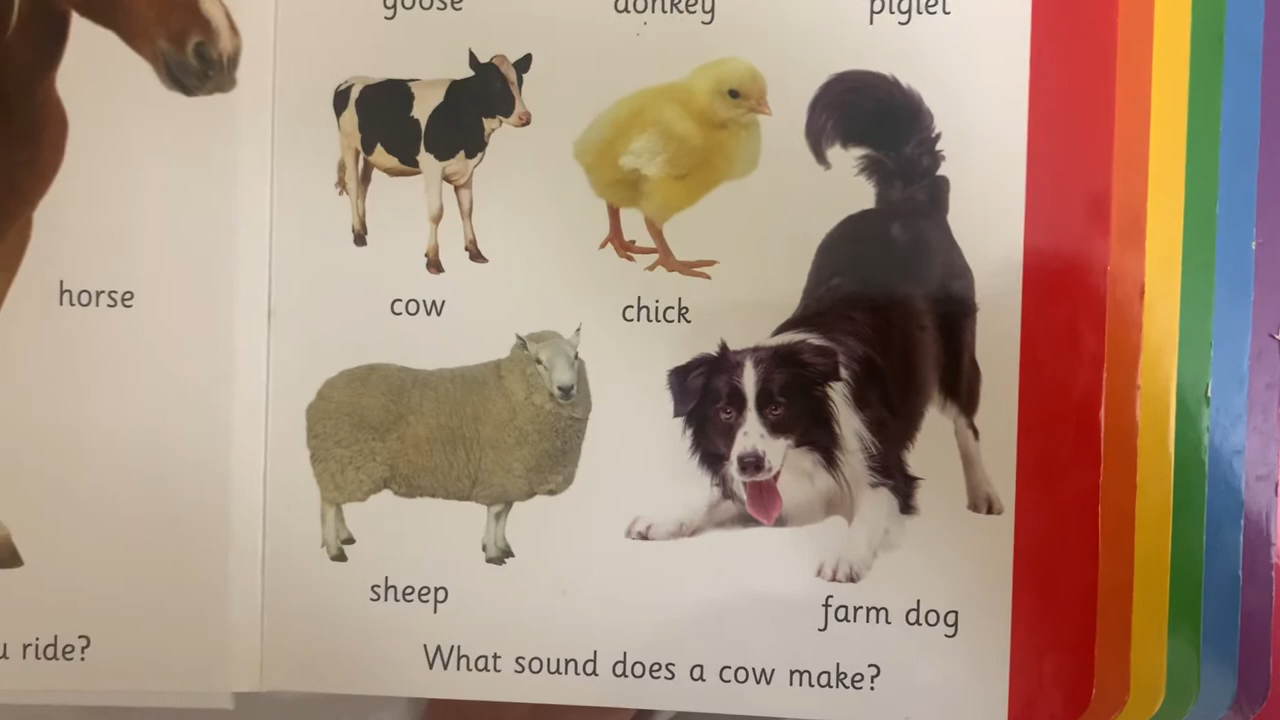 goose donkey piglet
horse
cow chick
sheep
farm dog
ride?
What sound does a cow make?